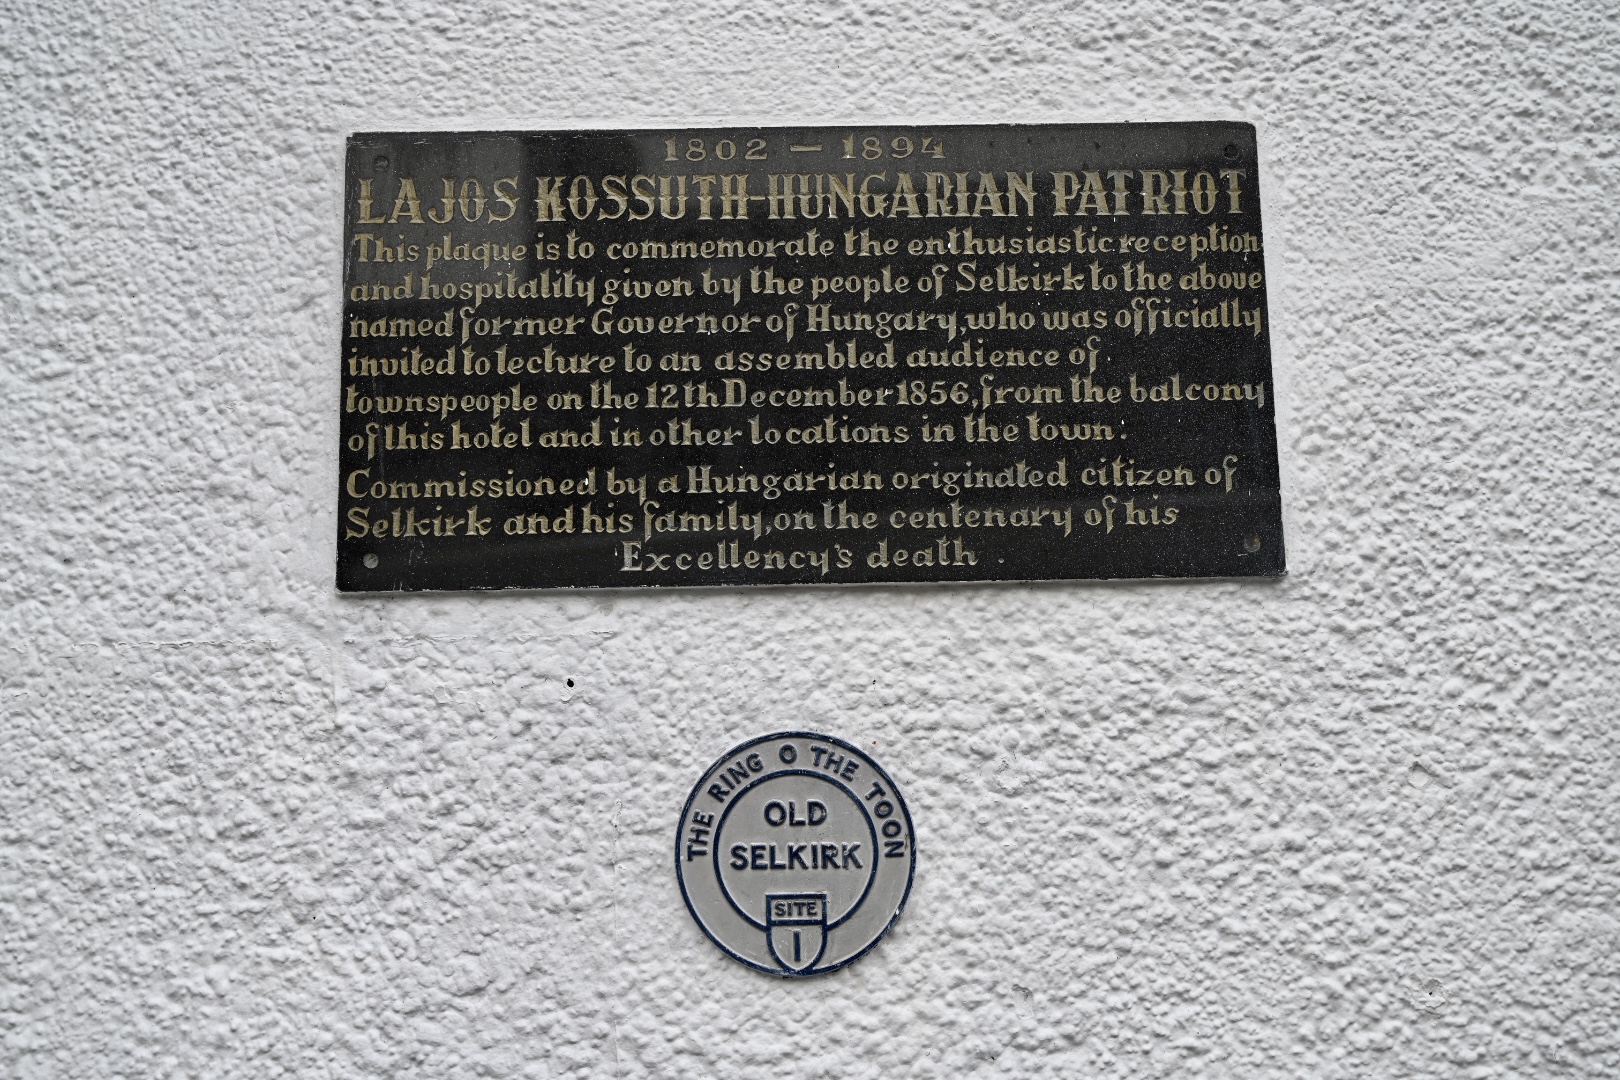 1802 — 1894
LAJOS KOSSUTH-HUNGARIAN PATRIOT
This plaque is to commemorate the enthusiastic reception
and hospitality given by the people of Selkirk to the above
named former Governor of Hungary, who was officially
invited to lecture to an assembled audience of
townspeople on the 12th December 1856, from the balcony
of this hotel and in other locations in the town.
Commissioned by a Hungarian originated citizen of
Selkirk and his family, on the centenary of his
Excellency's death.
THE RING O THE TOON
OLD
SELKIRK
SITE
1